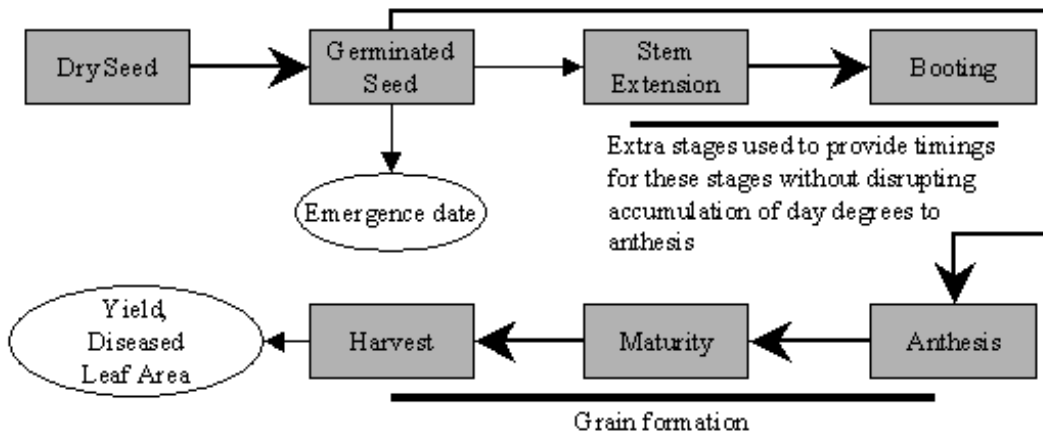 Dry Seed
Germinated
Seed
Stem
Extension
Booting
Extra stages used to provide timings
for these stages without disrupting
accumulation of day degrees to
anthesis
Emergence date
Yield,
Diseased
Leaf Area
Harvest
Maturity
Anthesis
Grain formation